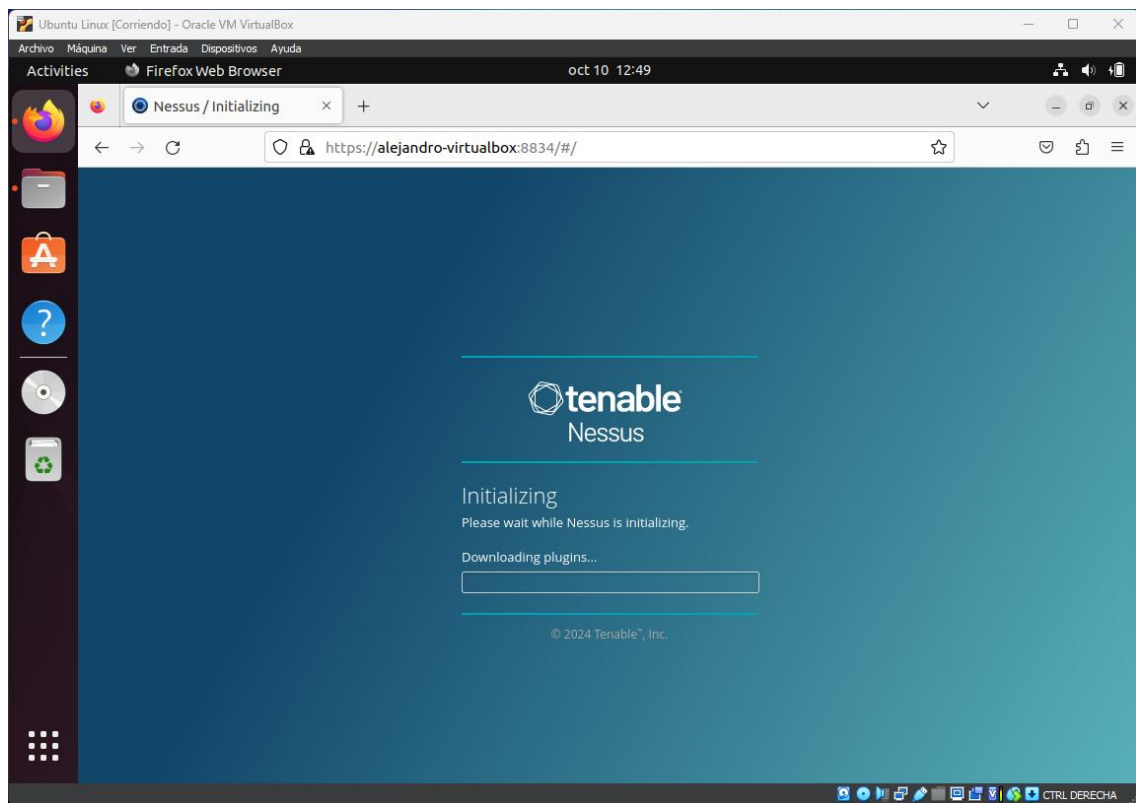 Ubuntu Linux [Corriendo] - Oracle VM VirtualBox
Archivo Máquina Ver Entrada Dispositivos Ayuda
Activities Firefox Web Browser oct 10 12:49
Nessus / Initializing
https://alejandro-virtualbox:8834/#/
tenable
Nessus
Initializing
Please wait while Nessus is initializing.
Downloading plugins...
© 2024 Tenable™, Inc.
CTRL DERECHA